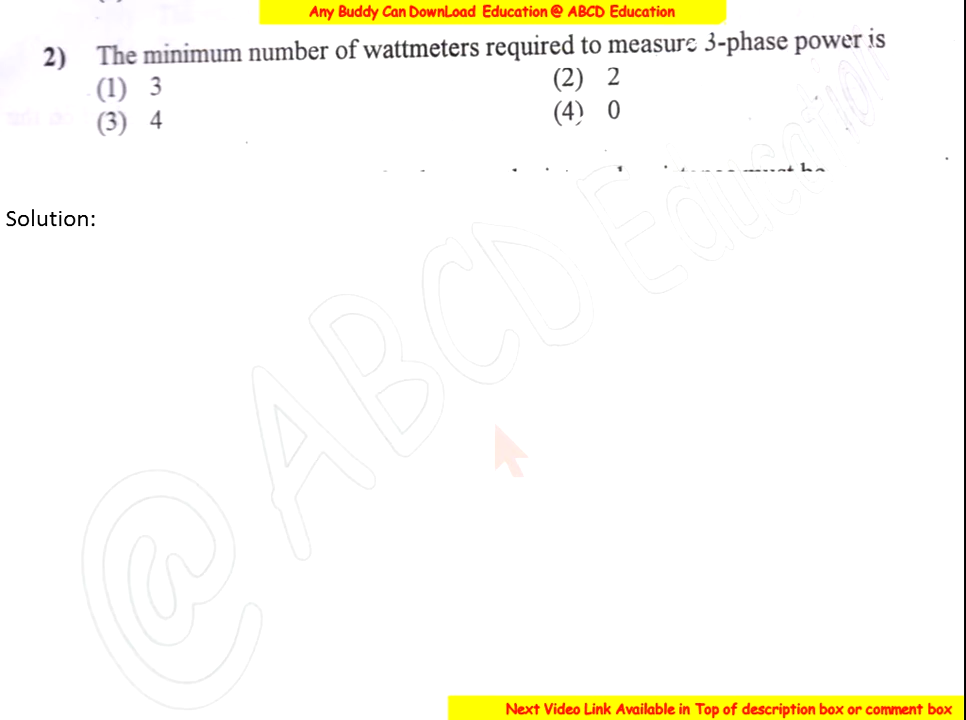 Any Buddy Can DownLoad Education @ ABCD Education
2) The minimum number of wattmeters required to measure 3-phase power is
(1) 3 (2) 2
(3) 4 (4) 0
must be
Solution:
@ABCD Education
Next Video Link Available in Top of description box or comment box